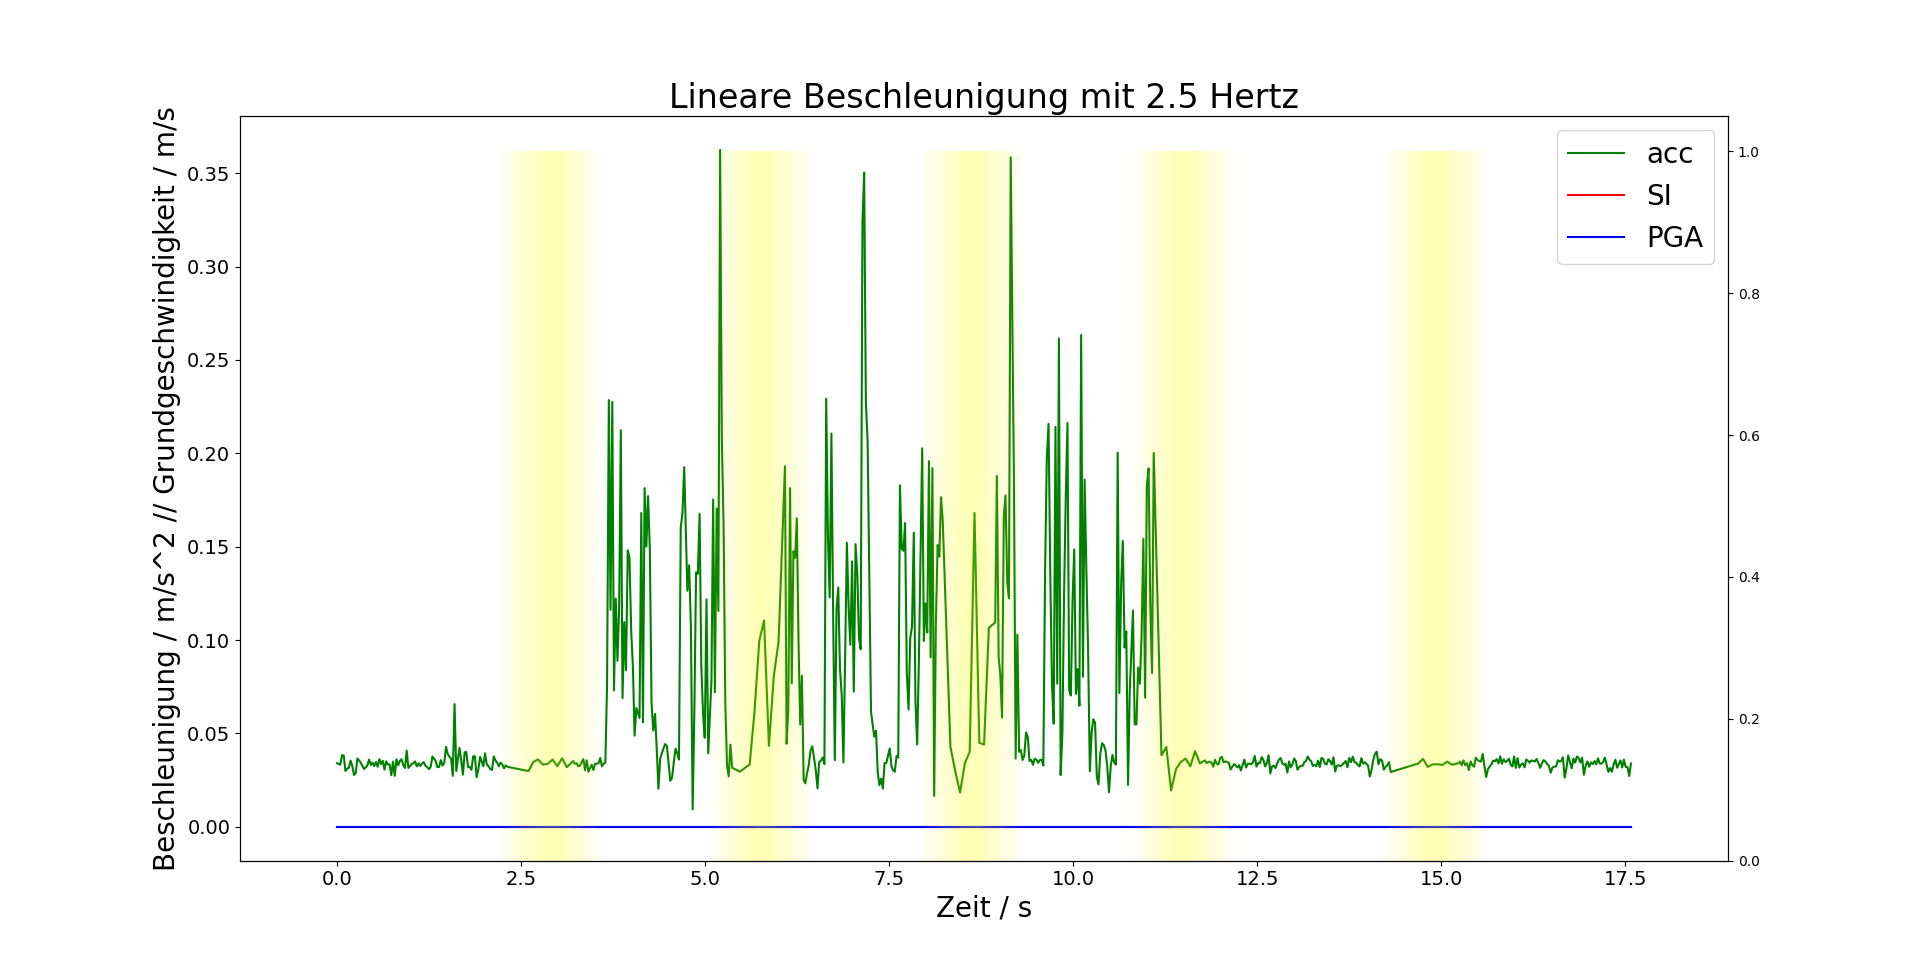 Lineare Beschleunigung mit 2.5 Hertz
Beschleunigung / m/s^2 // Grundgeschwindigkeit / m/s
0.35
0.30
0.25
0.20
0.15
0.10
0.05
0.00
acc
SI
PGA
1.0
0.8
0.6
0.4
0.2
0.0
0.0 2.5 5.0 7.5 10.0 12.5 15.0 17.5
Zeit / s